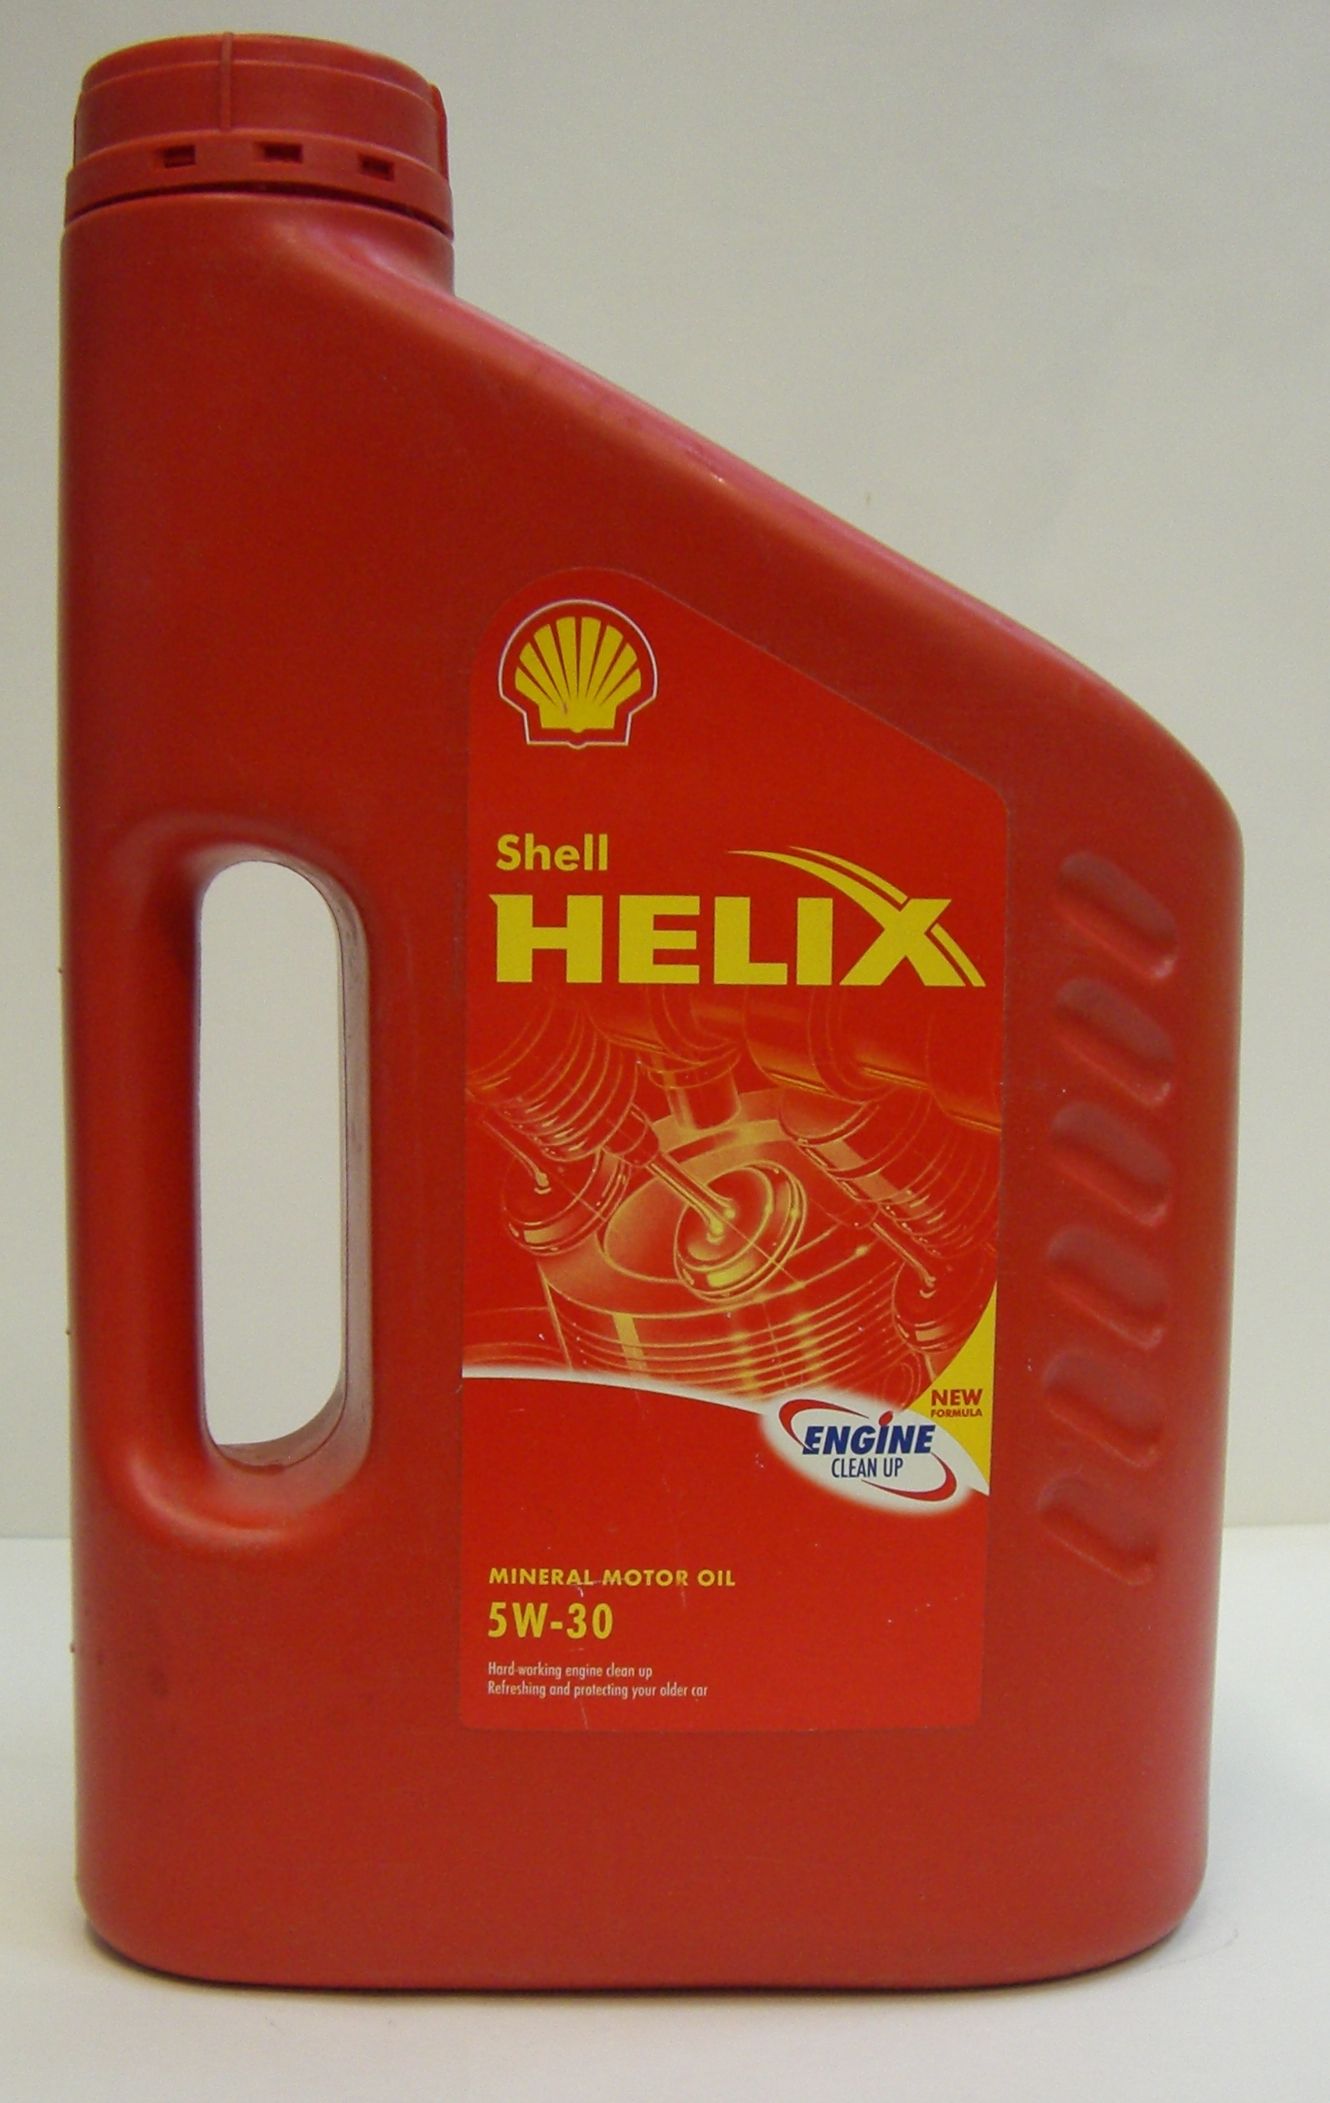 Shell
HELIX
NEW
FORMULA
ENGINE
CLEAN UP
MINERAL MOTOR OIL
5W-30
Hard-working engine clean up
Refreshing and protecting your older car